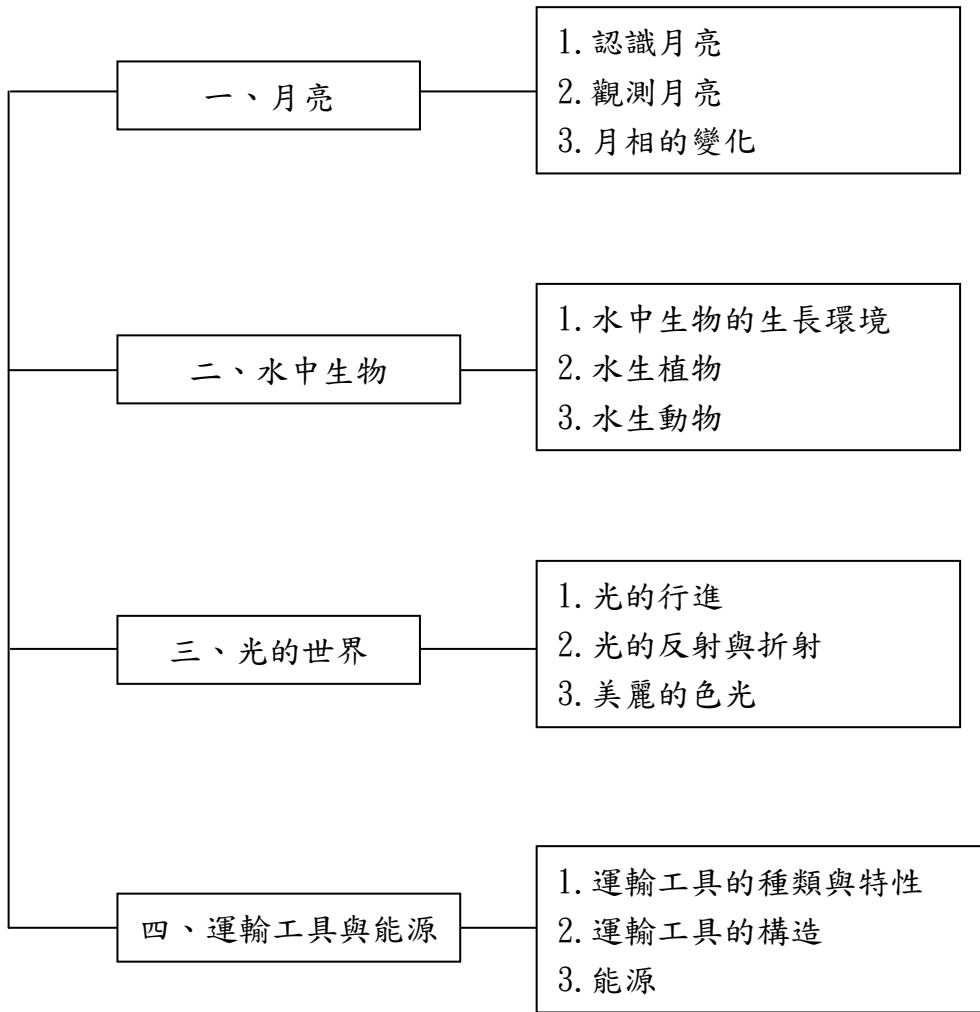 一、月亮
1.認識月亮
2.觀測月亮
3.月相的變化
二、水中生物
1.水中生物的生長環境
2.水生植物
3.水生動物
三、光的世界
1.光的行進
2.光的反射與折射
3.美麗的色光
四、運輸工具與能源
1.運輸工具的種類與特性
2.運輸工具的構造
3.能源